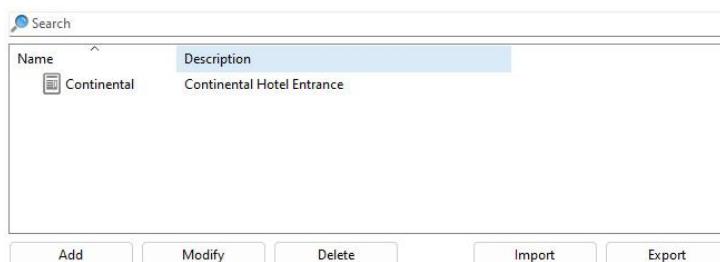 Search
Name Description
Continental Continental Hotel Entrance
Add Modify Delete Import Export